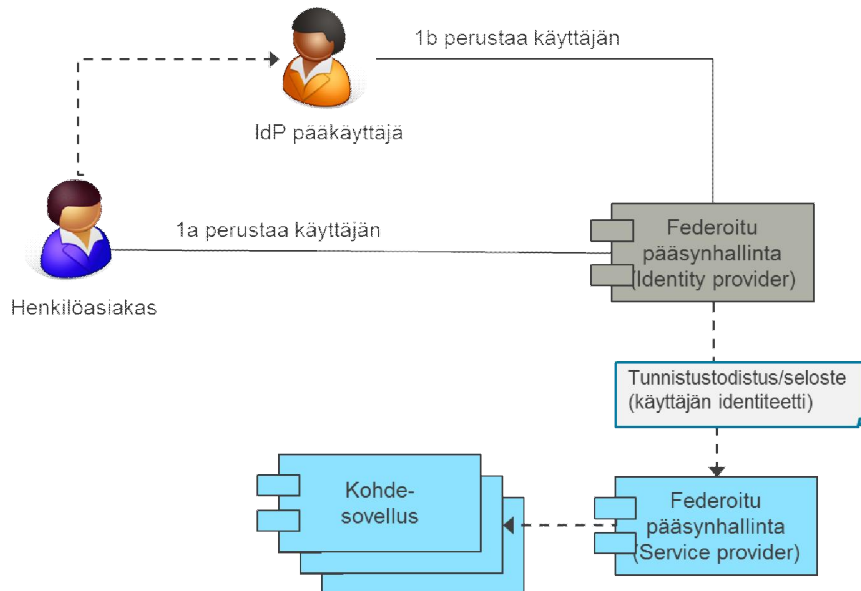 1b perustaa käyttäjän
IdP pääkäyttäjä
1a perustaa käyttäjän
Henkilöasiakas
Federoitu
pääsynhallinta
(Identity provider)
Tunnistustodistus/seloste
(käyttäjän identiteetti)
Kohde-
sovellus
Federoitu
pääsynhallinta
(Service provider)